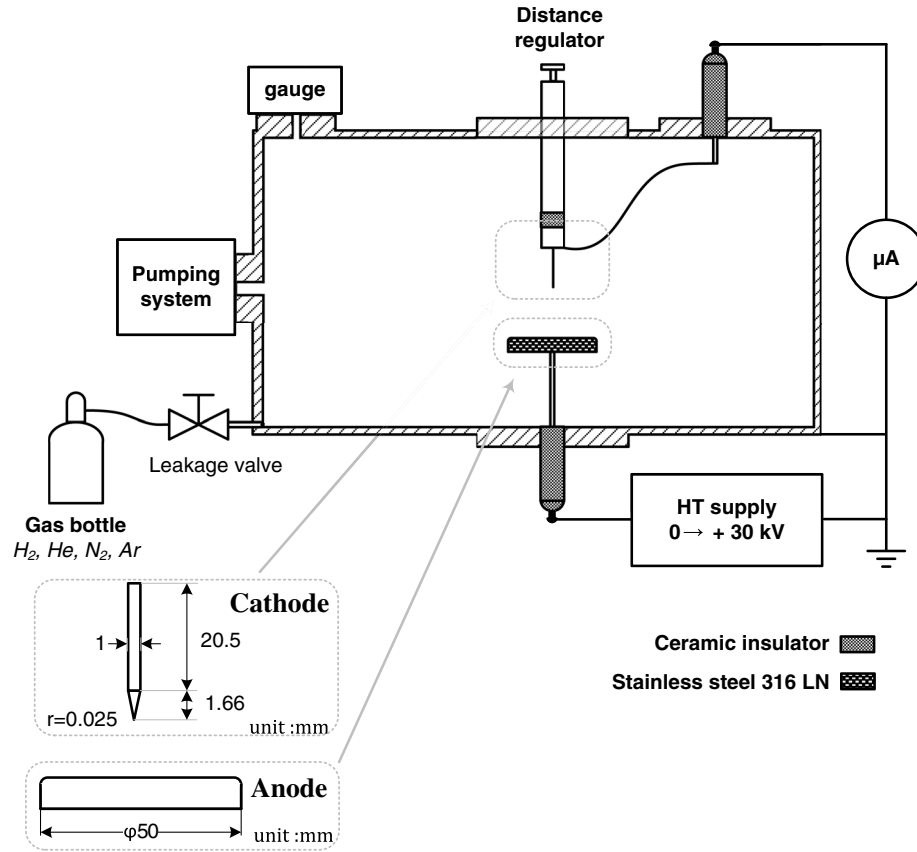 Distance
regulator
gauge
Pumping
system
μA
Leakage valve
Gas bottle
H₂, He, N₂, Ar
HT supply
0→ + 30 kV
Cathode
1
20.5
1.66
r=0.025
unit :mm
Ceramic insulator
Stainless steel 316 LN
Anode
φ50
unit :mm